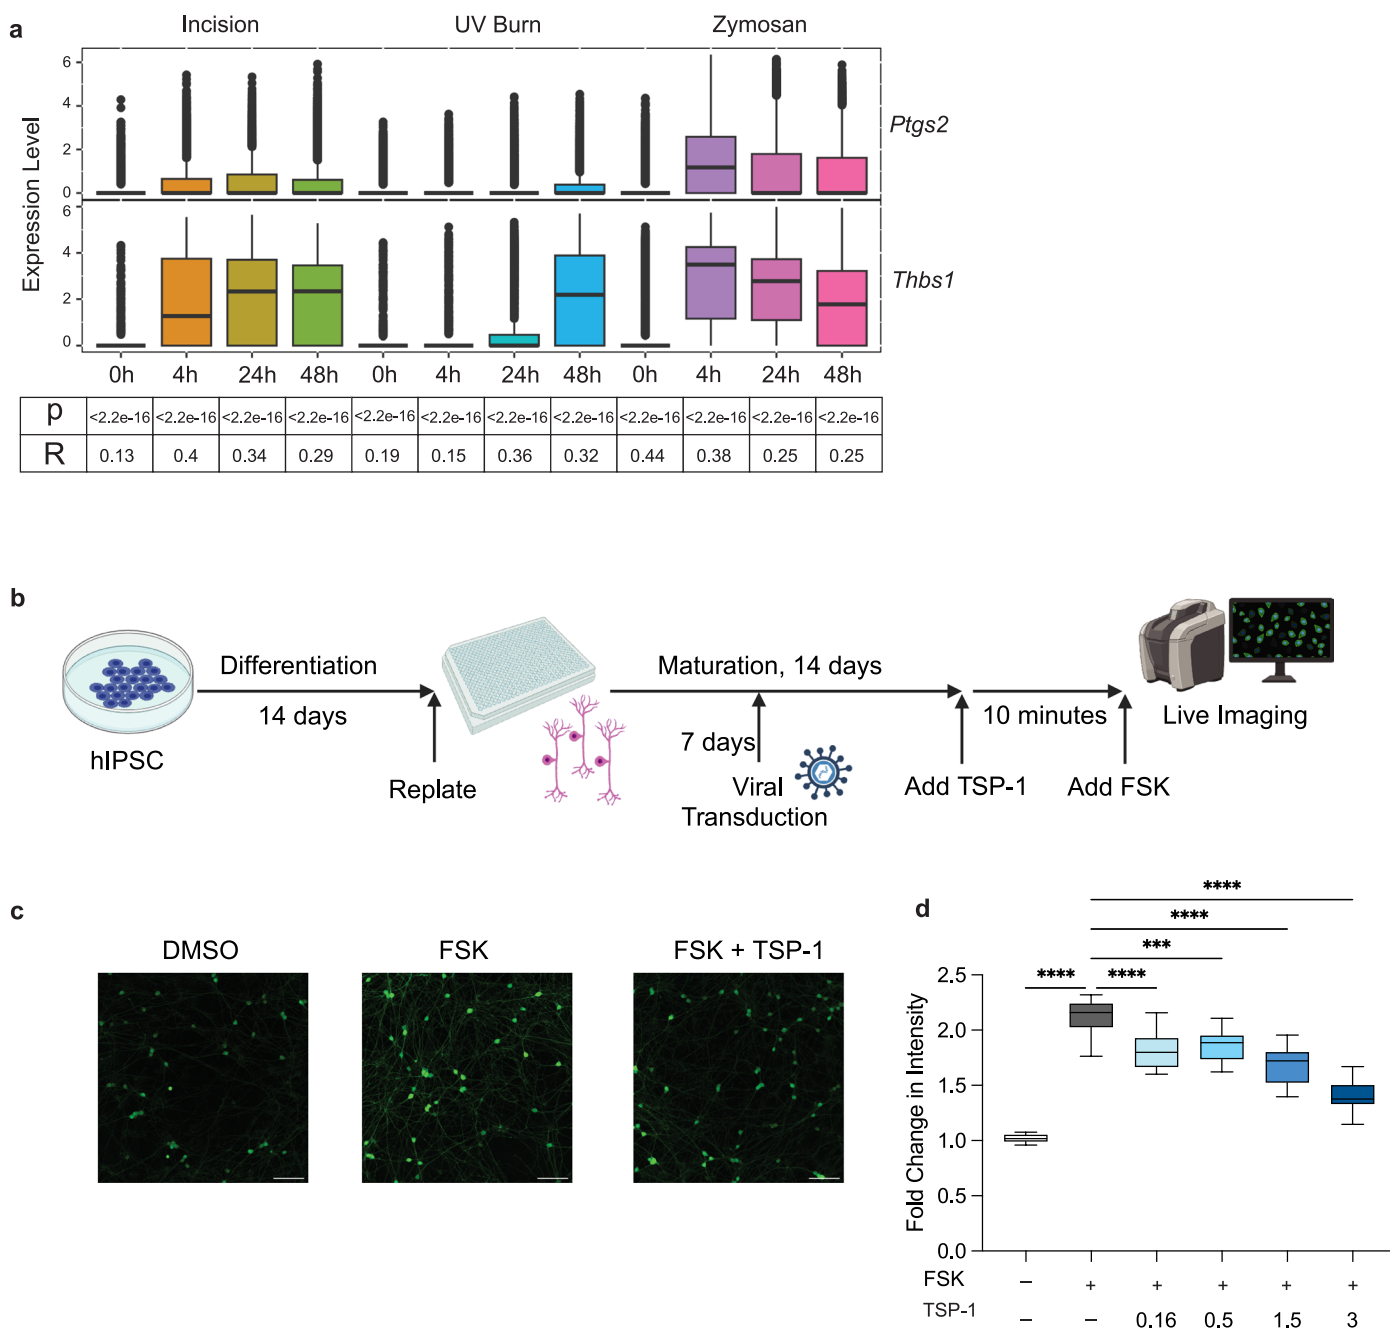 a
Incision UV Burn Zymosan
Expression Level
6
4
2
0
Ptgs2
6
4
2
0
Thbs1
0h 4h 24h 48h 0h 4h 24h 48h 0h 4h 24h 48h
p <2.2e-16 <2.2e-16 <2.2e-16 <2.2e-16 <2.2e-16 <2.2e-16 <2.2e-16 <2.2e-16 <2.2e-16 <2.2e-16 <2.2e-16 <2.2e-16
R 0.13 0.4 0.34 0.29 0.19 0.15 0.36 0.32 0.44 0.38 0.25 0.25
b
hIPSC
Differentiation
14 days
Replate
Maturation, 14 days
7 days
Viral
Transduction
Add TSP-1
10 minutes
Add FSK
Live Imaging
c
DMSO FSK FSK + TSP-1
d
****
****
***
**** ****
Fold Change in Intensity
2.5
2.0
1.5
1.0
0.5
0.0
FSK – + + + + +
TSP-1 – – 0.16 0.5 1.5 3